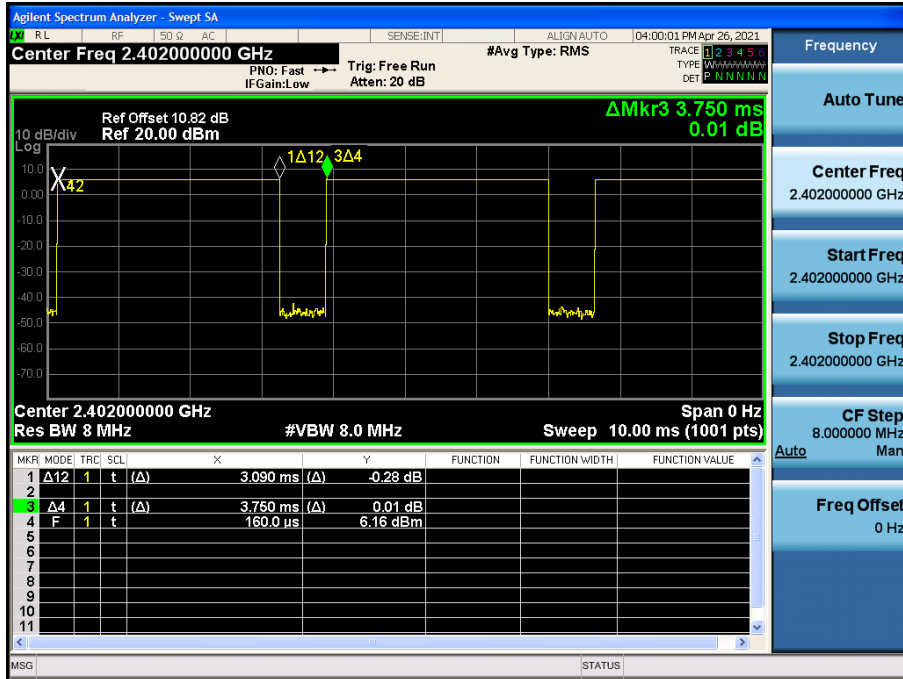 Agilent Spectrum Analyzer - Swept SA
LXI RL RF 50 Ω AC SENSE:INT ALIGNAUTO 04:00:01 PM Apr 26, 2021
Center Freq 2.402000000 GHz #Avg Type: RMS TRACE 1 2 3 4 5 6
PNO: Fast Trig: Free Run TYPE W
IFGain:Low Atten: 20 dB DET P N N N N N
Frequency
Auto Tune
Center Freq
2.402000000 GHz
Start Freq
2.402000000 GHz
Stop Freq
2.402000000 GHz
CF Step
8.000000 MHz
Auto Man
Freq Offset
0 Hz
ΔMkr3 3.750 ms
0.01 dB
Ref Offset 10.82 dB
10 dB/div Ref 20.00 dBm
Log
1Δ12 3Δ4
10.0
X42
0.00
-10.0
-20.0
-30.0
-40.0
-50.0
-60.0
-70.0
Center 2.402000000 GHz Span 0 Hz
Res BW 8 MHz #VBW 8.0 MHz Sweep 10.00 ms (1001 pts)
MKR MODE TRC SCL X Y FUNCTION FUNCTION WIDTH FUNCTION VALUE
1 Δ12 1 t (Δ) 3.090 ms (Δ) -0.28 dB
2
3 Δ4 1 t (Δ) 3.750 ms (Δ) 0.01 dB
4 F 1 t 160.0 µs 6.16 dBm
5
6
7
8
9
10
11
MSG STATUS